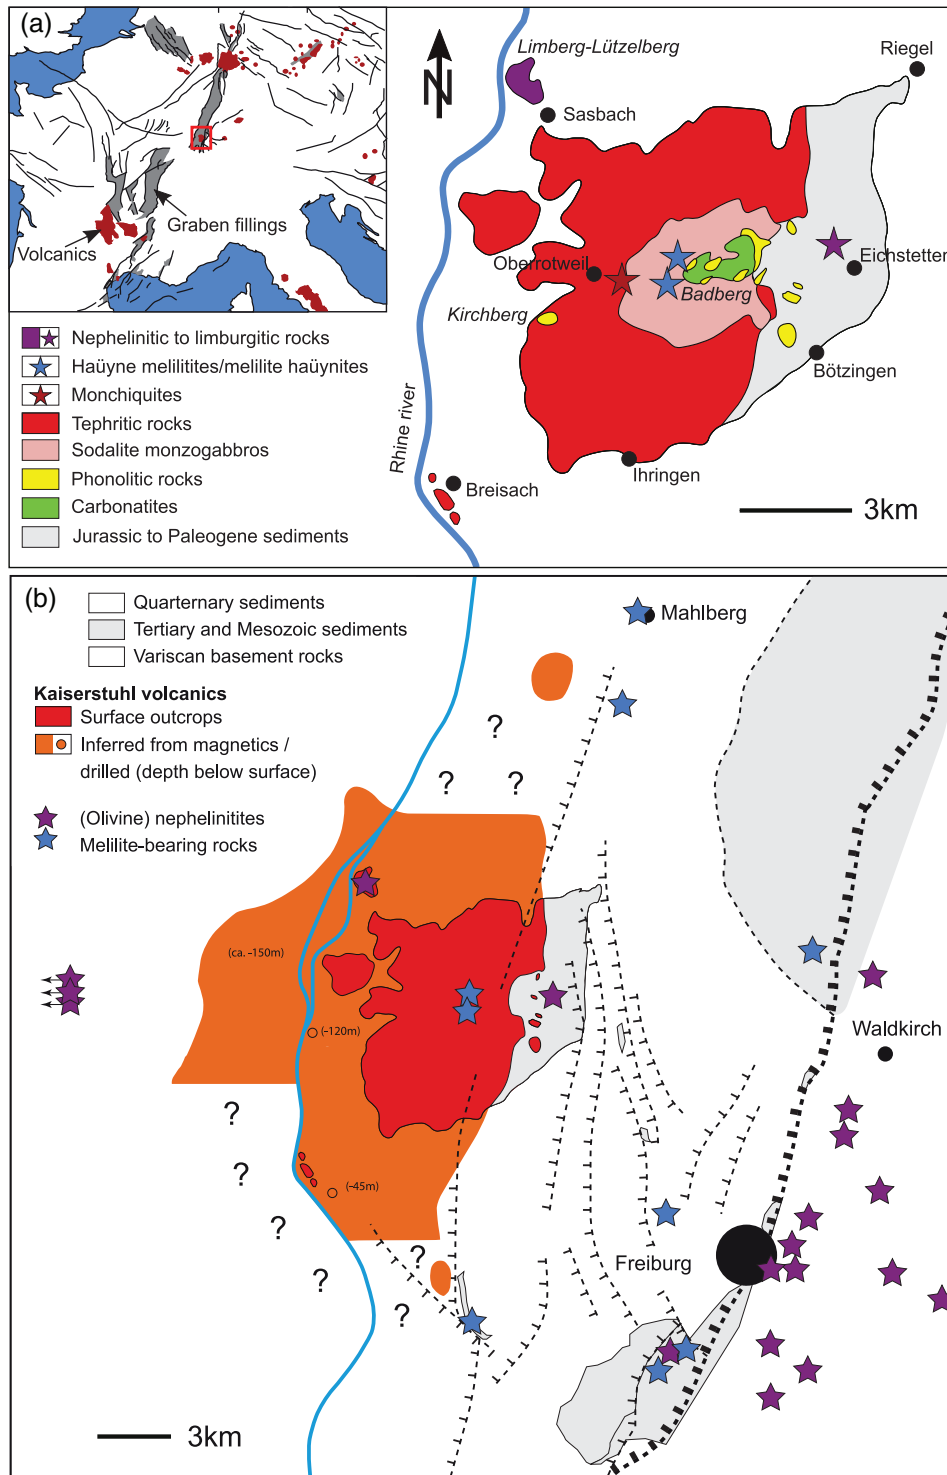 (a)
Volcanics
Graben fillings
N
Limberg-Lützelberg
Riegel
Sasbach
Oberrotweil
Eichstetten
Badberg
Kirchberg
Bötzingen
Rhine river
Ihringen
Breisach
3km
Nephelinitic to limburgitic rocks
Haüyne melilitites/melilite haüynites
Monchiquites
Tephritic rocks
Sodalite monzogabbros
Phonolitic rocks
Carbonatites
Jurassic to Paleogene sediments
(b)
Quarternary sediments
Tertiary and Mesozoic sediments
Variscan basement rocks
Kaiserstuhl volcanics
Surface outcrops
Inferred from magnetics /
drilled (depth below surface)
(Olivine) nephelinitites
Melilite-bearing rocks
Mahlberg
?
?
?
(ca. –150m)
(–120m)
Waldkirch
?
?
(–45m)
?
?
?
?
Freiburg
3km